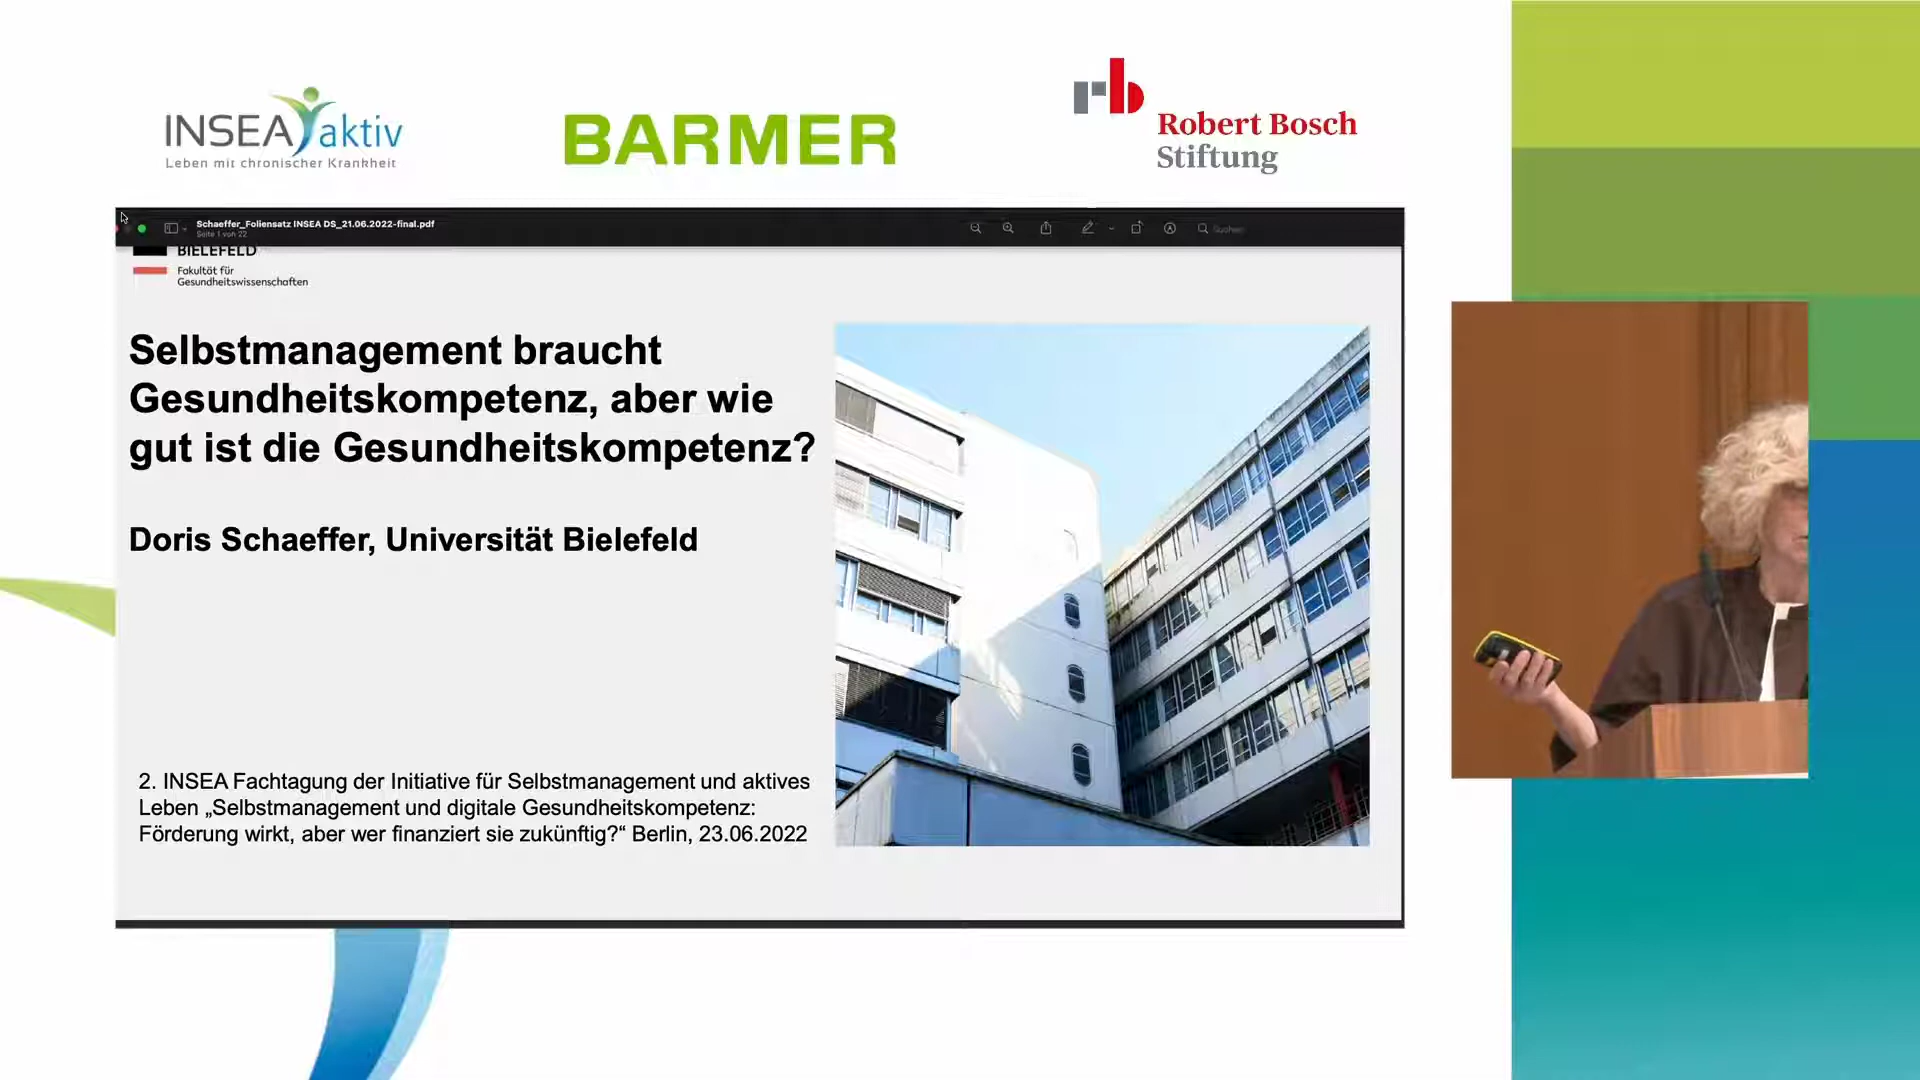 INSEA aktiv
Leben mit chronischer Krankheit
BARMER
rb
Robert Bosch
Stiftung
Schaeffer_Foliensatz INSEA DS_21.06.2022-final.pdf
Seite 1 von 22
Suchen
BIELEFELD
Fakultät für
Gesundheitswissenschaften
Selbstmanagement braucht
Gesundheitskompetenz, aber wie
gut ist die Gesundheitskompetenz?
Doris Schaeffer, Universität Bielefeld
2. INSEA Fachtagung der Initiative für Selbstmanagement und aktives
Leben „Selbstmanagement und digitale Gesundheitskompetenz:
Förderung wirkt, aber wer finanziert sie zukünftig?“ Berlin, 23.06.2022